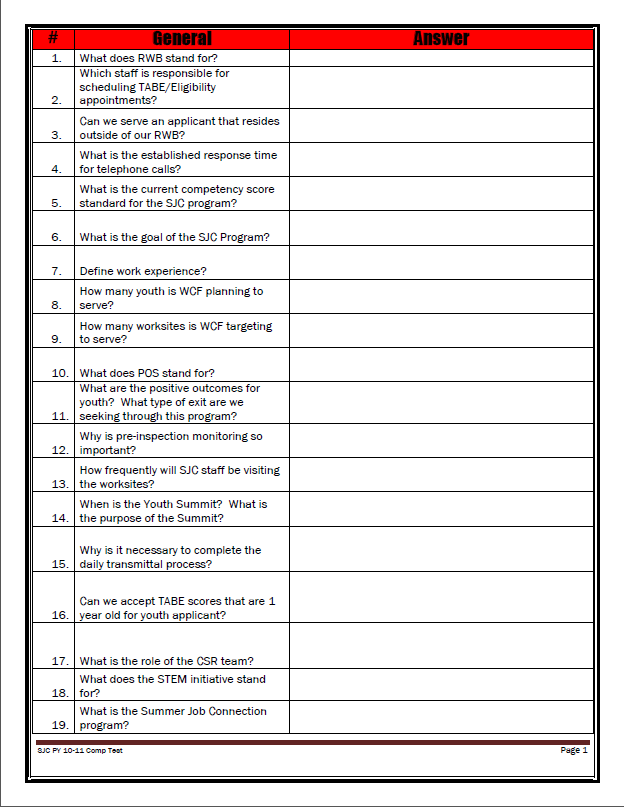 # General Answer
1. What does RWB stand for?
Which staff is responsible for
scheduling TABE/Eligibility
2. appointments?
Can we serve an applicant that resides
3. outside of our RWB?
What is the established response time
4. for telephone calls?
What is the current competency score
5. standard for the SJC program?
6. What is the goal of the SJC Program?
7. Define work experience?
How many youth is WCF planning to
8. serve?
How many worksites is WCF targeting
9. to serve?
10. What does POS stand for?
What are the positive outcomes for
youth?  What type of exit are we
11. seeking through this program?
Why is pre-inspection monitoring so
12. important?
How frequently will SJC staff be visiting
13. the worksites?
When is the Youth Summit?  What is
14. the purpose of the Summit?
Why is it necessary to complete the
15. daily transmittal process?
Can we accept TABE scores that are 1
16. year old for youth applicant?
17. What is the role of the CSR team?
What does the STEM initiative stand
18. for?
What is the Summer Job Connection
19. program?
SJC PY 10-11 Comp Test Page 1